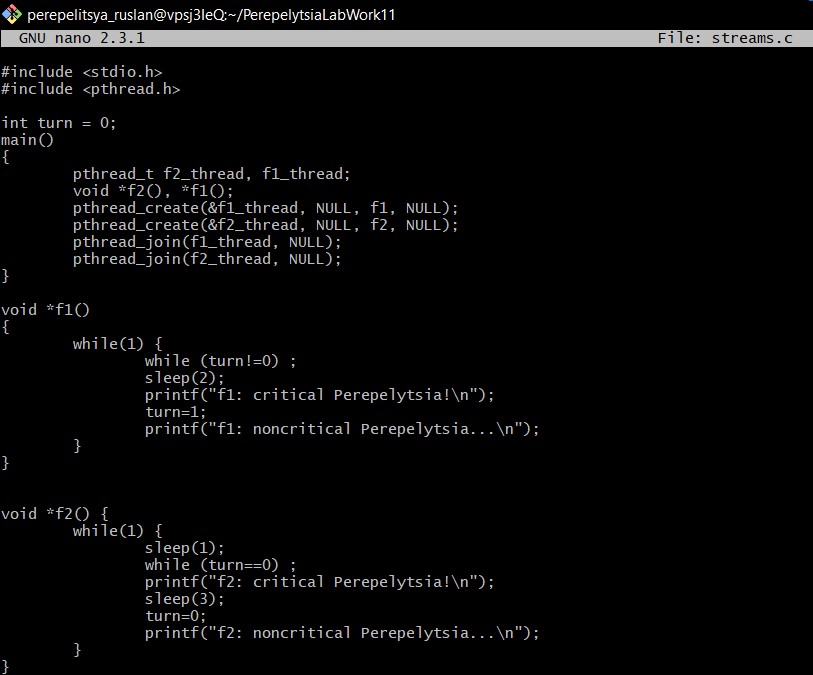 perepelitsya_ruslan@vpsj3IeQ:~/PerepelytsiaLabWork11
GNU nano 2.3.1 File: streams.c
#include <stdio.h>
#include <pthread.h>
int turn = 0;
main()
{
pthread_t f2_thread, f1_thread;
void *f2(), *f1();
pthread_create(&f1_thread, NULL, f1, NULL);
pthread_create(&f2_thread, NULL, f2, NULL);
pthread_join(f1_thread, NULL);
pthread_join(f2_thread, NULL);
}
void *f1()
{
while(1) {
while (turn!=0) ;
sleep(2);
printf("f1: critical Perepelytsia!\n");
turn=1;
printf("f1: noncritical Perepelytsia...\n");
}
}
void *f2() {
while(1) {
sleep(1);
while (turn==0) ;
printf("f2: critical Perepelytsia!\n");
sleep(3);
turn=0;
printf("f2: noncritical Perepelytsia...\n");
}
}